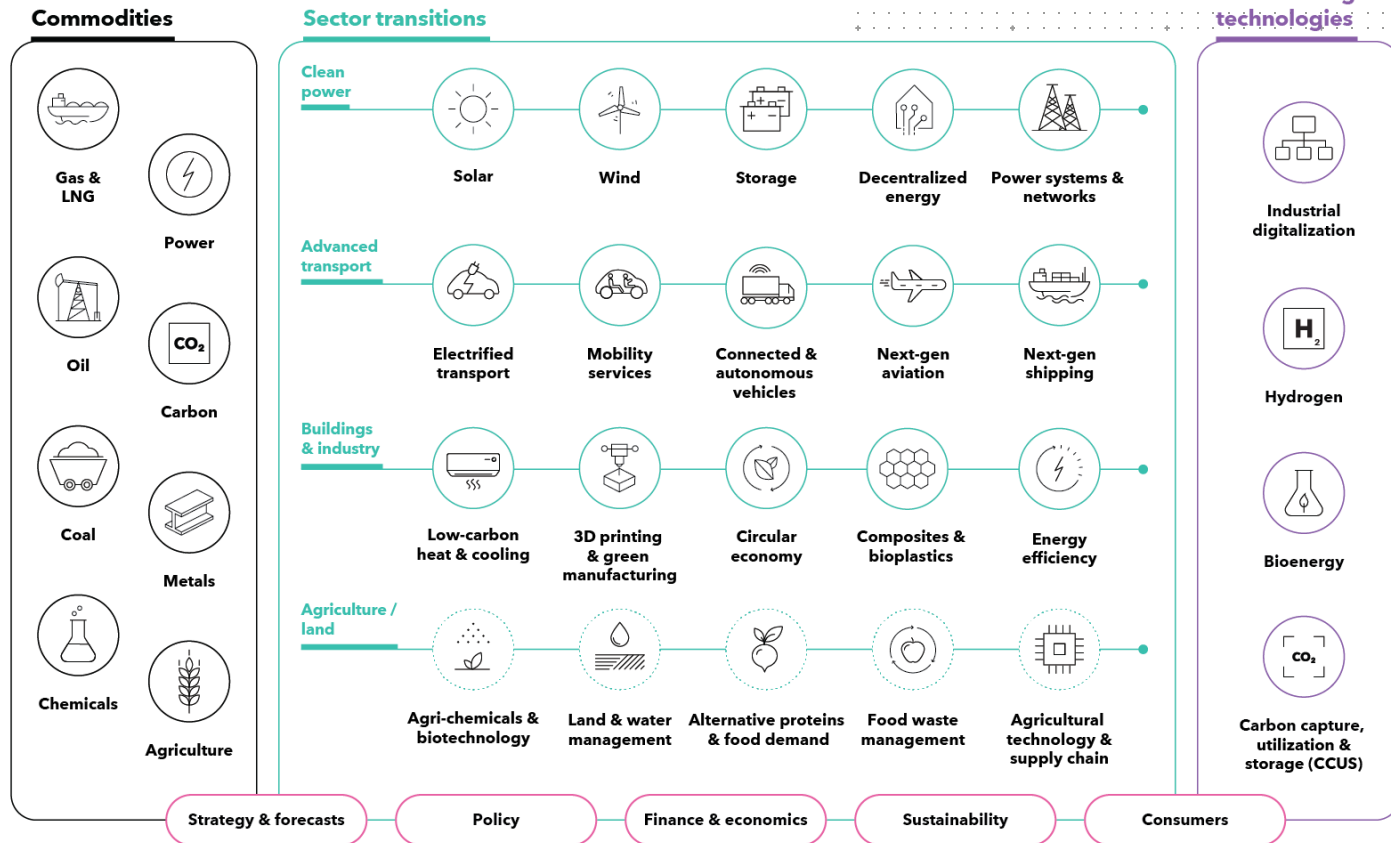 Commodities
Gas &
LNG
Power
Oil
CO₂
Carbon
Coal
Metals
Chemicals
Agriculture
Sector transitions
Clean
power
Solar
Wind
Storage
Decentralized
energy
Power systems &
networks
Advanced
transport
Electrified
transport
Mobility
services
Connected &
autonomous
vehicles
Next-gen
aviation
Next-gen
shipping
Buildings
& industry
Low-carbon
heat & cooling
3D printing
& green
manufacturing
Circular
economy
Composites &
bioplastics
Energy
efficiency
Agriculture /
land
Agri-chemicals &
biotechnology
Land & water
management
Alternative proteins
& food demand
Food waste
management
Agricultural
technology &
supply chain
technologies
Industrial
digitalization
H₂
Hydrogen
Bioenergy
CO₂
Carbon capture,
utilization &
storage (CCUS)
Strategy & forecasts
Policy
Finance & economics
Sustainability
Consumers